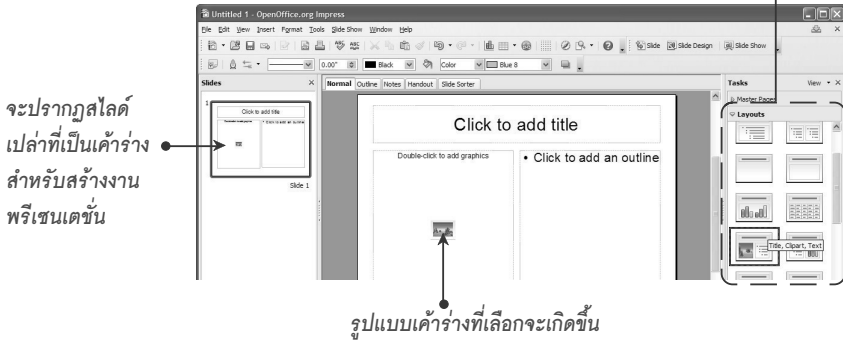 Untitled 1 - OpenOffice.org Impress
File Edit View Insert Format Tools Slide Show Window Help
Slide Slide Design Slide Show
0.00" Black Color Blue 8
Slides
Normal Outline Notes Handout Slide Sorter
Tasks View
Master Pages
Layouts
1
Click to add title
Slide 1
Click to add title
Double-click to add graphics
• Click to add an outline
Title, Clipart, Text
จะปรากฏสไลด์
เปล่าที่เป็นเค้าร่าง
สำหรับสร้างงาน
พรีเซนเตชั่น
รูปแบบเค้าร่างที่เลือกจะเกิดขึ้น